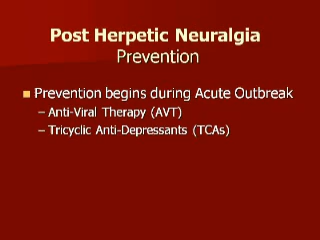 Post Herpetic Neuralgia
Prevention
Prevention begins during Acute Outbreak
– Anti-Viral Therapy (AVT)
– Tricyclic Anti-Depressants (TCAs)